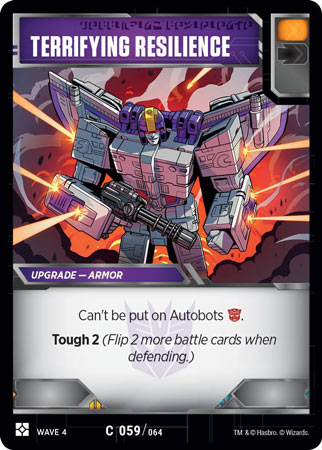 TERRIFYING RESILIENCE
UPGRADE — ARMOR
Can't be put on Autobots.
Tough 2 (Flip 2 more battle cards when
defending.)
WAVE 4
C 059/064
TM & © Hasbro. © Wizards.